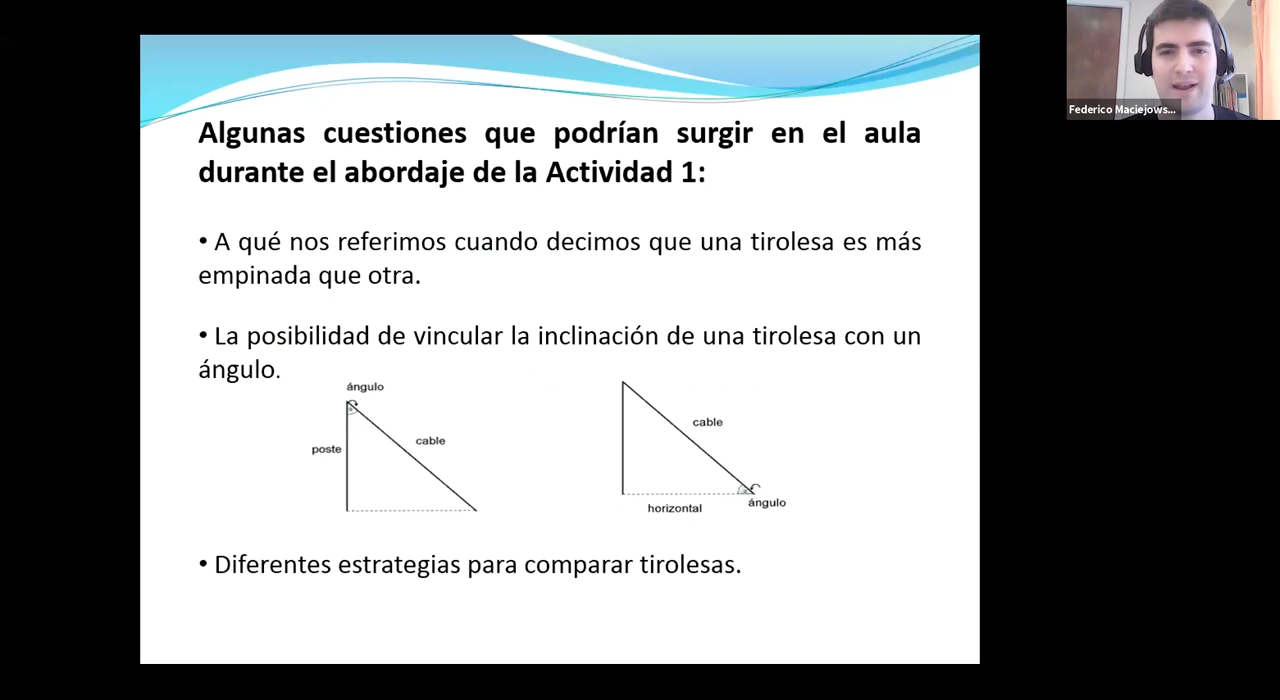 Algunas cuestiones que podrían surgir en el aula
durante el abordaje de la Actividad 1:
• A qué nos referimos cuando decimos que una tirolesa es más
empinada que otra.
• La posibilidad de vincular la inclinación de una tirolesa con un
ángulo.
ángulo
poste
cable
cable
horizontal
ángulo
• Diferentes estrategias para comparar tirolesas.
Federico Maciejows...